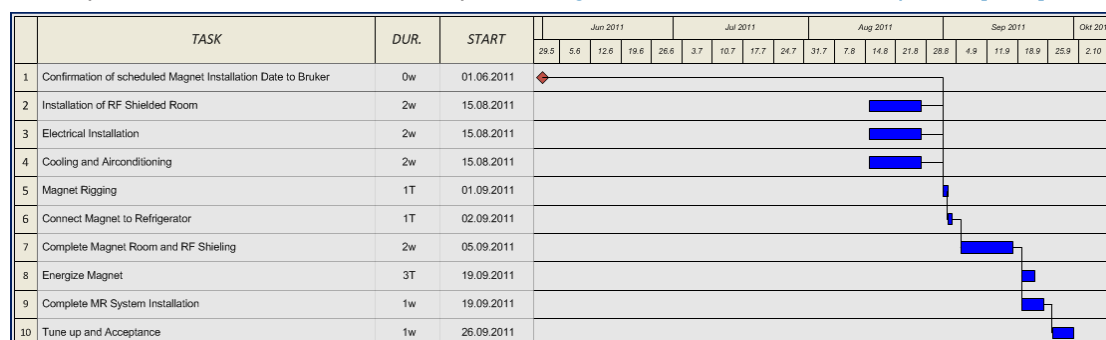 Jun 2011 Jul 2011 Aug 2011 Sep 2011 Okt 201
TASK DUR. START
29.5 5.6 12.6 19.6 26.6 3.7 10.7 17.7 24.7 31.7 7.8 14.8 21.8 28.8 4.9 11.9 18.9 25.9 2.10
1 Confirmation of scheduled Magnet Installation Date to Bruker 0w 01.06.2011
2 Installation of RF Shielded Room 2w 15.08.2011
3 Electrical Installation 2w 15.08.2011
4 Cooling and Airconditioning 2w 15.08.2011
5 Magnet Rigging 1T 01.09.2011
6 Connect Magnet to Refrigerator 1T 02.09.2011
7 Complete Magnet Room and RF Shieling 2w 05.09.2011
8 Energize Magnet 3T 19.09.2011
9 Complete MR System Installation 1w 19.09.2011
10 Tune up and Acceptance 1w 26.09.2011